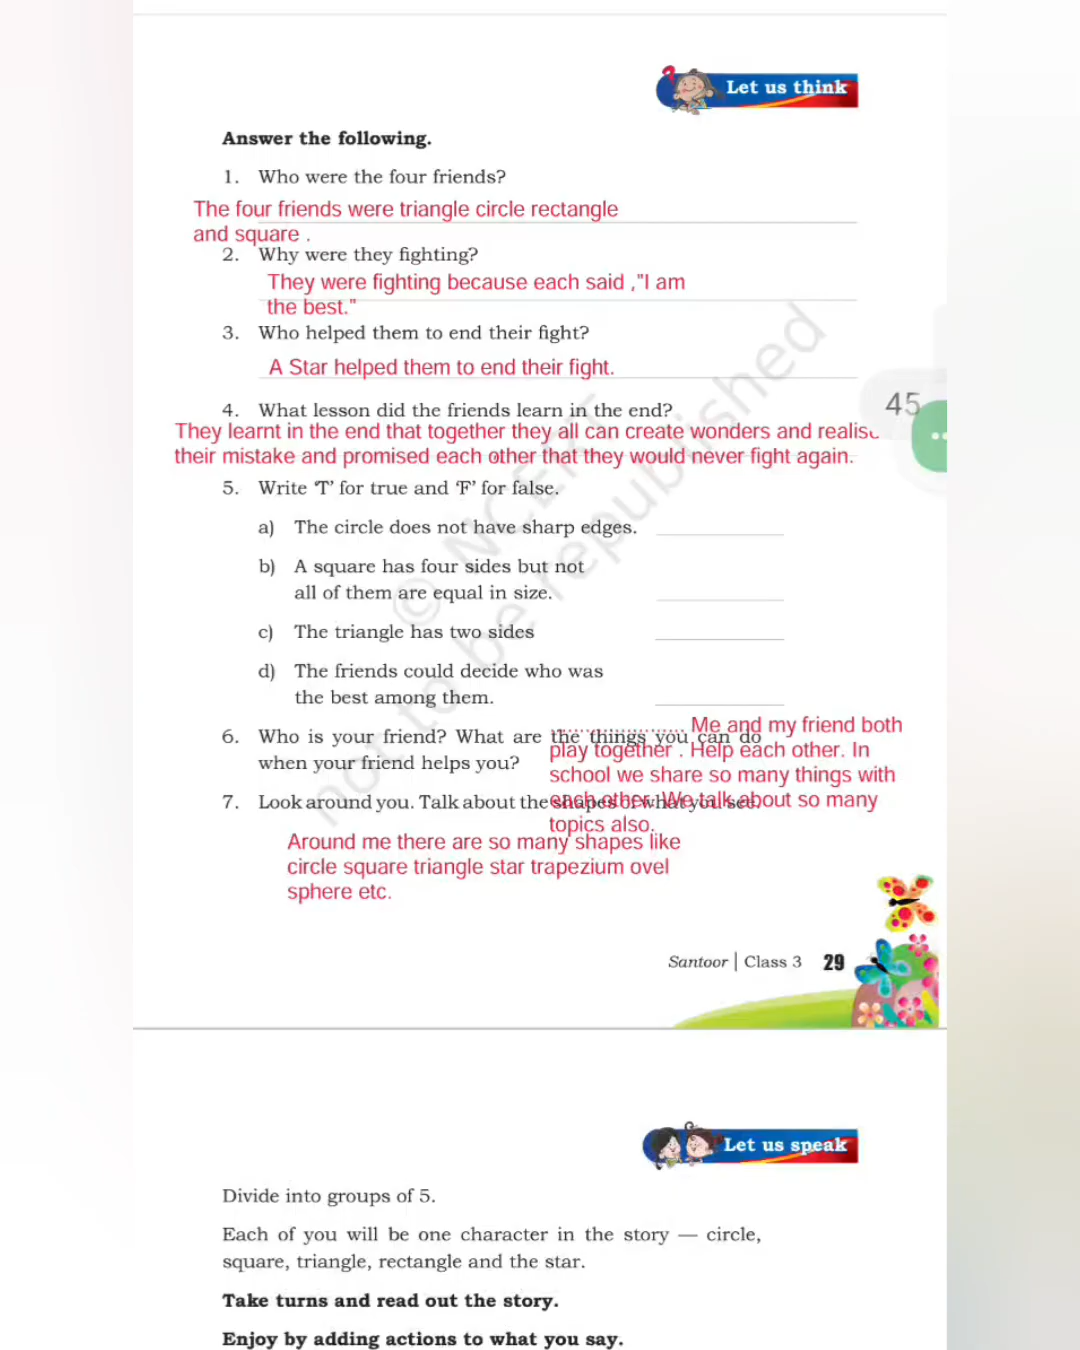 Let us think
Answer the following.
1. Who were the four friends?
The four friends were triangle circle rectangle
and square .
2. Why were they fighting?
They were fighting because each said ,"I am
the best."
3. Who helped them to end their fight?
A Star helped them to end their fight.
45
4. What lesson did the friends learn in the end?
They learnt in the end that together they all can create wonders and realise
their mistake and promised each other that they would never fight again.
5. Write ‘T’ for true and ‘F’ for false.
a) The circle does not have sharp edges.
b) A square has four sides but not
all of them are equal in size.
c) The triangle has two sides
d) The friends could decide who was
the best among them.
6. Who is your friend? What are the things you can do
when your friend helps you?
.................... Me and my friend both
play together . Help each other. In
school we share so many things with
each other. We talk about so many
topics also.
7. Look around you. Talk about the shapes of what you see.
Around me there are so many shapes like
circle square triangle star trapezium ovel
sphere etc.
© NCERT
not to be republished
Santoor | Class 3 29
Let us speak
Divide into groups of 5.
Each of you will be one character in the story — circle,
square, triangle, rectangle and the star.
Take turns and read out the story.
Enjoy by adding actions to what you say.